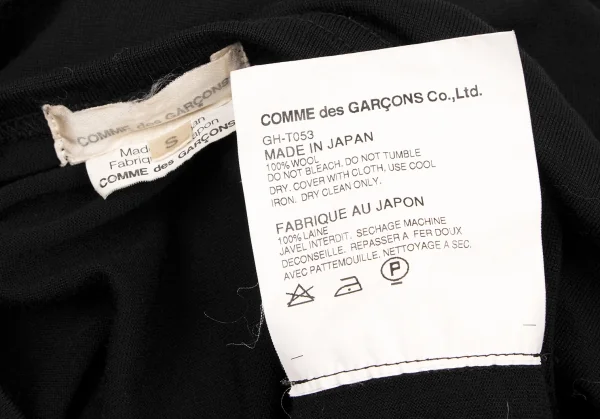 COMME des GARÇONS
S
Made in Japan
Fabriq Japon
COMME des GARÇONS
COMME des GARÇONS Co.,Ltd.
GH-T053
MADE IN JAPAN
100% WOOL
DO NOT BLEACH. DO NOT TUMBLE
DRY. COVER WITH CLOTH. USE COOL
IRON. DRY CLEAN ONLY.
FABRIQUE AU JAPON
100% LAINE
JAVEL INTERDIT. SECHAGE MACHINE
DECONSEILLE. REPASSER A FER DOUX
AVEC PATTEMOUILLE. NETTOYAGE A SEC.
P